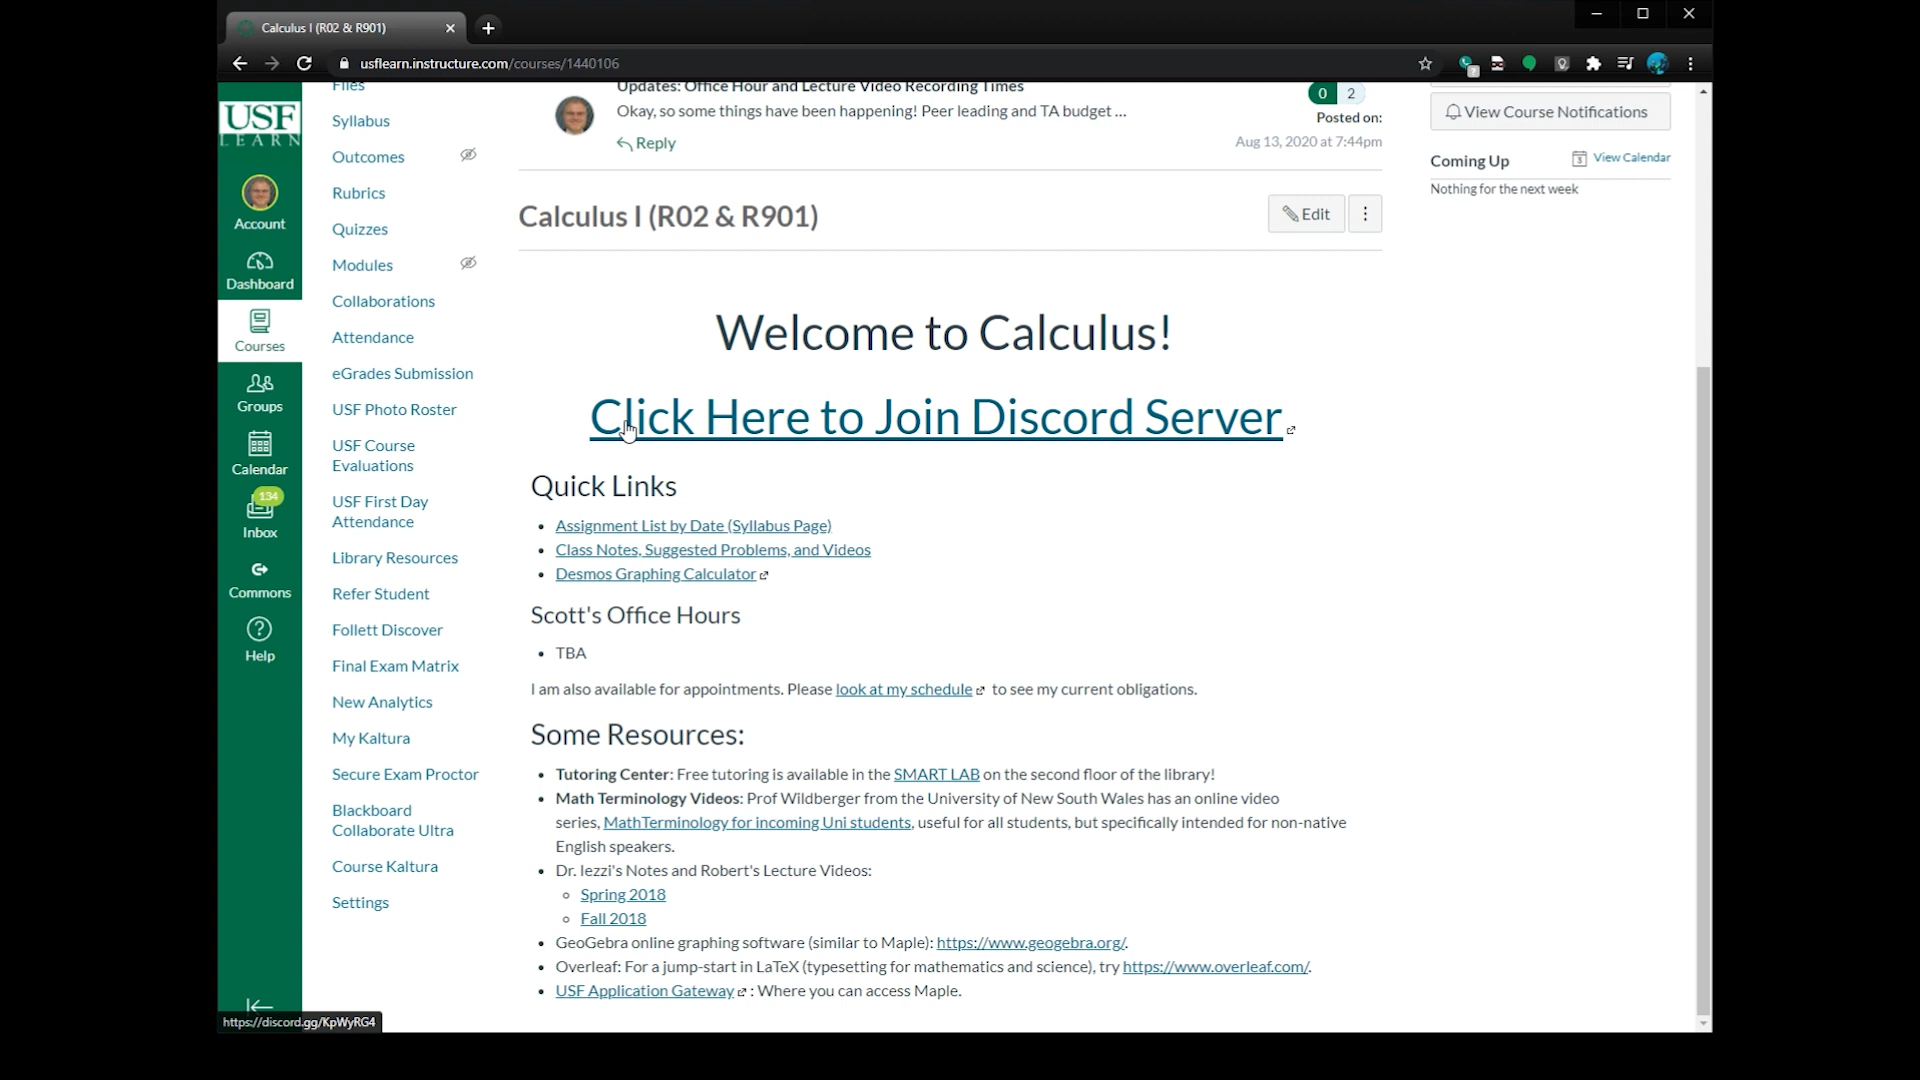 Calculus I (R02 & R901)
usflearn.instructure.com/courses/1440106
USF
LEARN
Account
Dashboard
Courses
Groups
Calendar
134
Inbox
Commons
Help
Files
Syllabus
Outcomes
Rubrics
Quizzes
Modules
Collaborations
Attendance
eGrades Submission
USF Photo Roster
USF Course
Evaluations
USF First Day
Attendance
Library Resources
Refer Student
Follett Discover
Final Exam Matrix
New Analytics
My Kaltura
Secure Exam Proctor
Blackboard
Collaborate Ultra
Course Kaltura
Settings
Updates: Office Hour and Lecture Video Recording Times
Okay, so some things have been happening! Peer leading and TA budget ...
Reply
0 2
Posted on:
Aug 13, 2020 at 7:44pm
Calculus I (R02 & R901)
Edit
Welcome to Calculus!
Click Here to Join Discord Server
Quick Links
• Assignment List by Date (Syllabus Page)
• Class Notes, Suggested Problems, and Videos
• Desmos Graphing Calculator
Scott's Office Hours
• TBA
I am also available for appointments. Please look at my schedule to see my current obligations.
Some Resources:
• Tutoring Center: Free tutoring is available in the SMART LAB on the second floor of the library!
• Math Terminology Videos: Prof Wildberger from the University of New South Wales has an online video
series, MathTerminology for incoming Uni students, useful for all students, but specifically intended for non-native
English speakers.
• Dr. Iezzi's Notes and Robert's Lecture Videos:
◦ Spring 2018
◦ Fall 2018
• GeoGebra online graphing software (similar to Maple): https://www.geogebra.org/.
• Overleaf: For a jump-start in LaTeX (typesetting for mathematics and science), try https://www.overleaf.com/.
• USF Application Gateway : Where you can access Maple.
View Course Notifications
Coming Up
View Calendar
Nothing for the next week
https://discord.gg/KpWyRG4